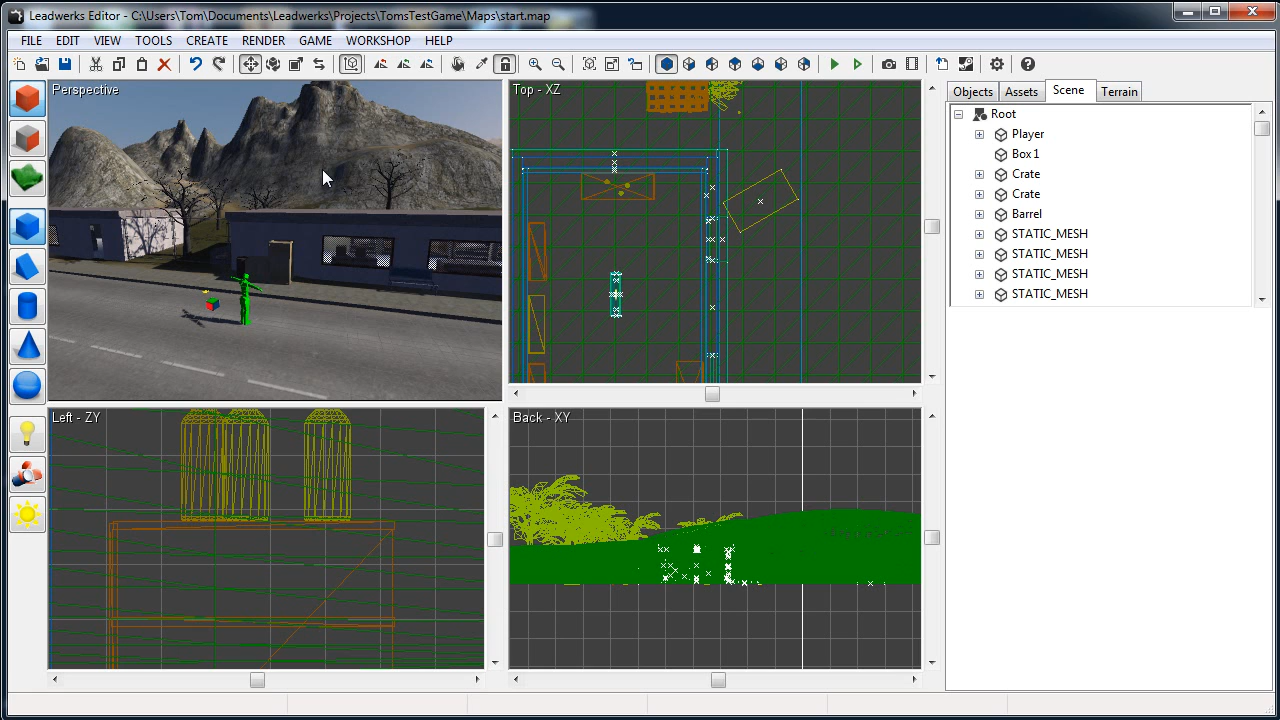 Leadwerks Editor - C:\Users\Tom\Documents\Leadwerks\Projects\TomsTestGame\Maps\start.map
FILE EDIT VIEW TOOLS CREATE RENDER GAME WORKSHOP HELP
Perspective
Top - XZ
Left - ZY
Back - XY
Objects Assets Scene Terrain
Root
Player
Box 1
Crate
Crate
Barrel
STATIC_MESH
STATIC_MESH
STATIC_MESH
STATIC_MESH